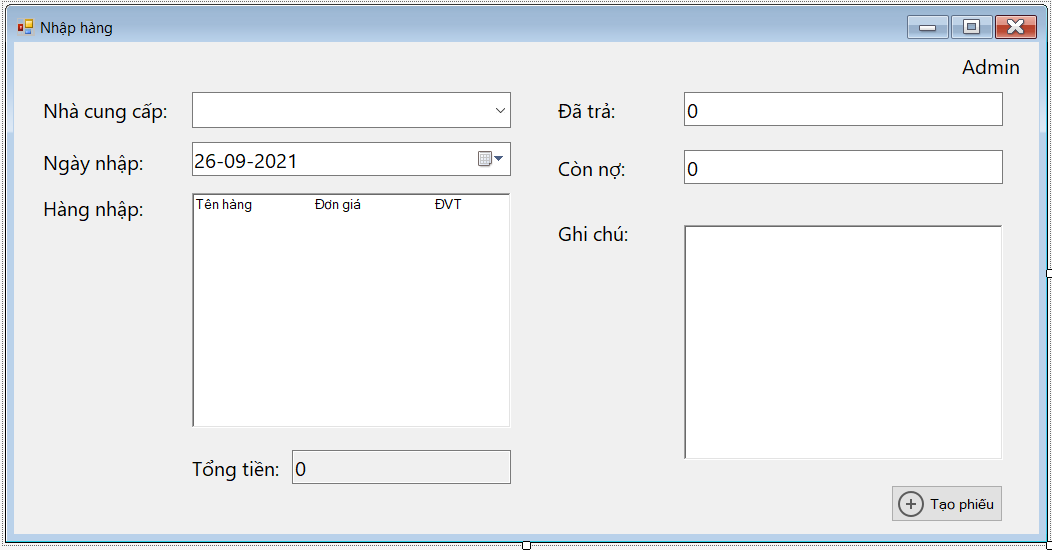 Nhập hàng
Admin
Nhà cung cấp:
Ngày nhập:
26-09-2021
Hàng nhập:
Tên hàng Đơn giá ĐVT
Tổng tiền: 0
Đã trả: 0
Còn nợ: 0
Ghi chú:
Tạo phiếu